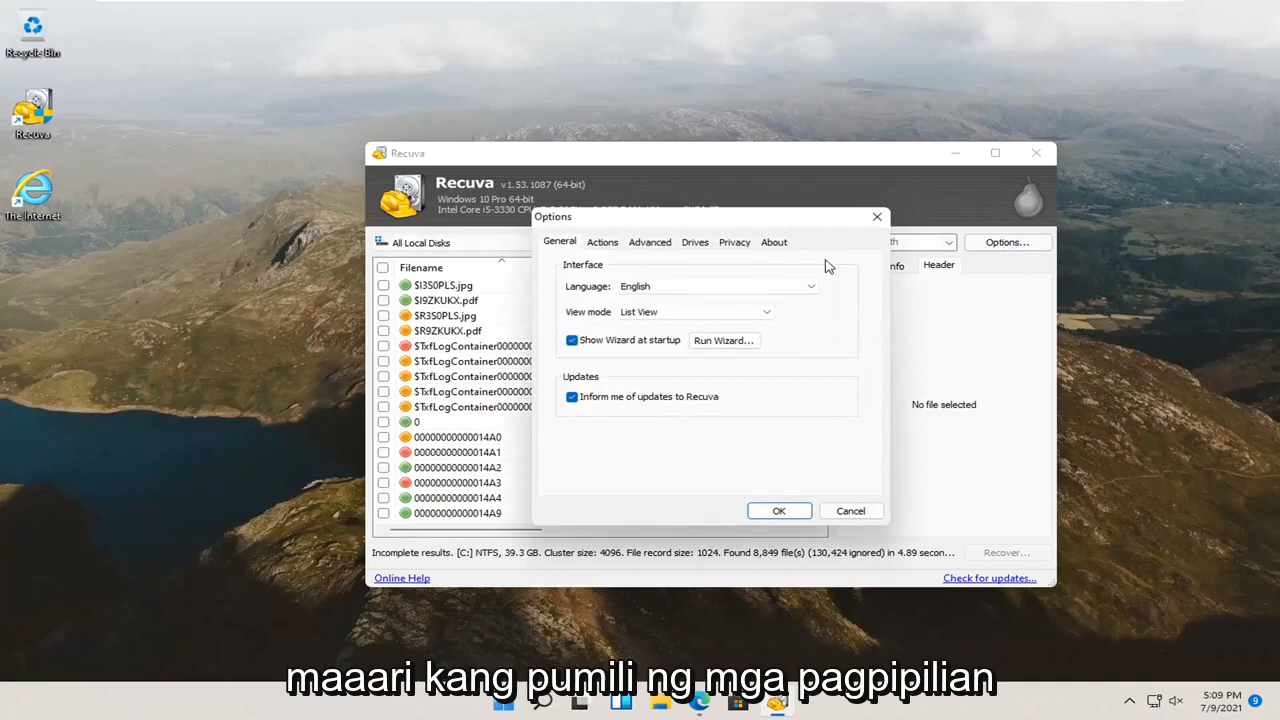 Recycle Bin
Recuva
The Internet
Recuva
Recuva v1.53.1087 (64-bit)
Windows 10 Pro 64-bit
Intel Core i5-3330
All Local Disks
Options...
Filename
$I3S0PLS.jpg
$I9ZKUKX.pdf
$R3S0PLS.jpg
$R9ZKUKX.pdf
$TxfLogContainer0000000
$TxfLogContainer0000000
$TxfLogContainer0000000
$TxfLogContainer0000000
$TxfLogContainer0000000
0
00000000000014A0
00000000000014A1
00000000000014A2
00000000000014A3
00000000000014A4
00000000000014A9
Header
No file selected
Options
General Actions Advanced Drives Privacy About
Interface
Language: English
View mode List View
Show Wizard at startup Run Wizard...
Updates
Inform me of updates to Recuva
OK Cancel
Incomplete results. [C:] NTFS, 39.3 GB. Cluster size: 4096. File record size: 1024. Found 8,849 file(s) (130,424 ignored) in 4.89 secon...
Recover...
Online Help
Check for updates...
maaari kang pumili ng mga pagpipilian
5:09 PM
7/9/2021
9